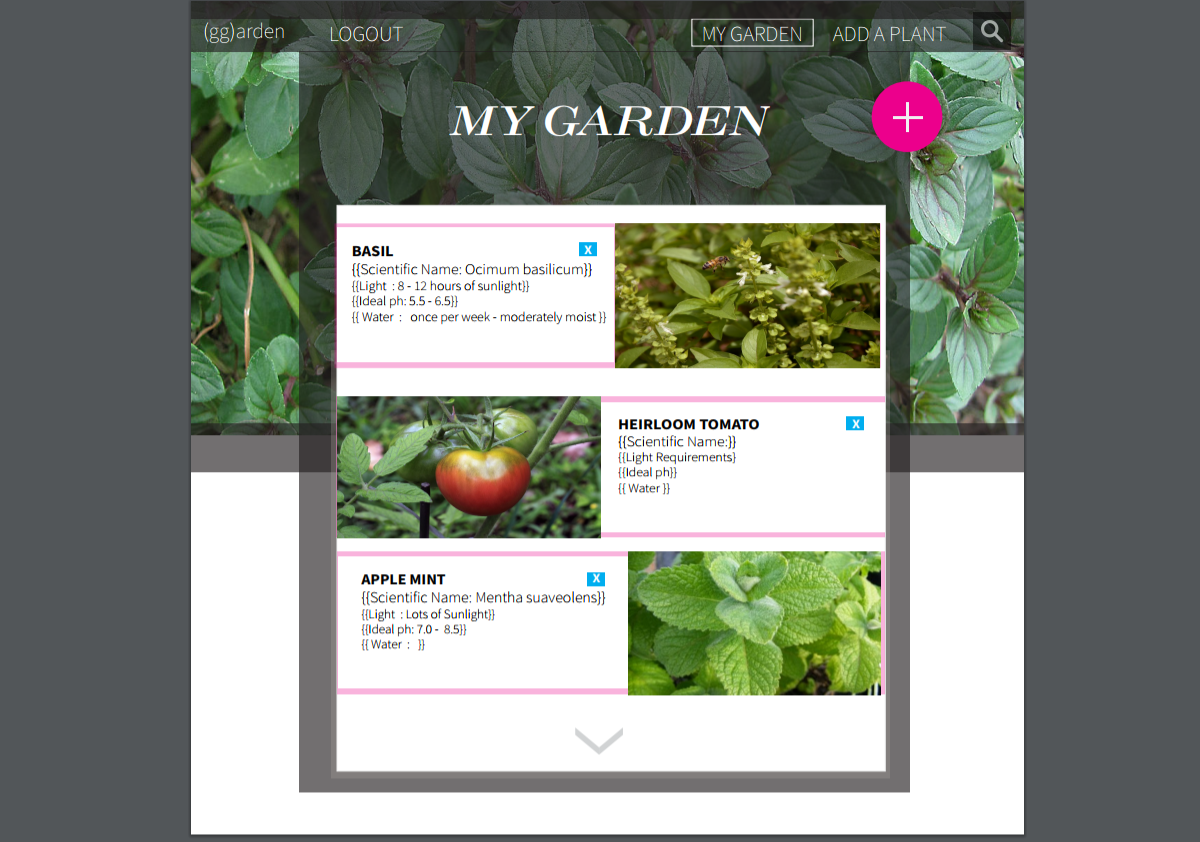 (gg)arden LOGOUT MY GARDEN ADD A PLANT
MY GARDEN
BASIL X
{{Scientific Name: Ocimum basilicum}}
{{Light : 8 - 12 hours of sunlight}}
{{Ideal ph: 5.5 - 6.5}}
{{ Water : once per week - moderately moist }}
HEIRLOOM TOMATO X
{{Scientific Name:}}
{{Light Requirements}
{{Ideal ph}}
{{ Water }}
APPLE MINT X
{{Scientific Name: Mentha suaveolens}}
{{Light : Lots of Sunlight}}
{{Ideal ph: 7.0 - 8.5}}
{{ Water : }}